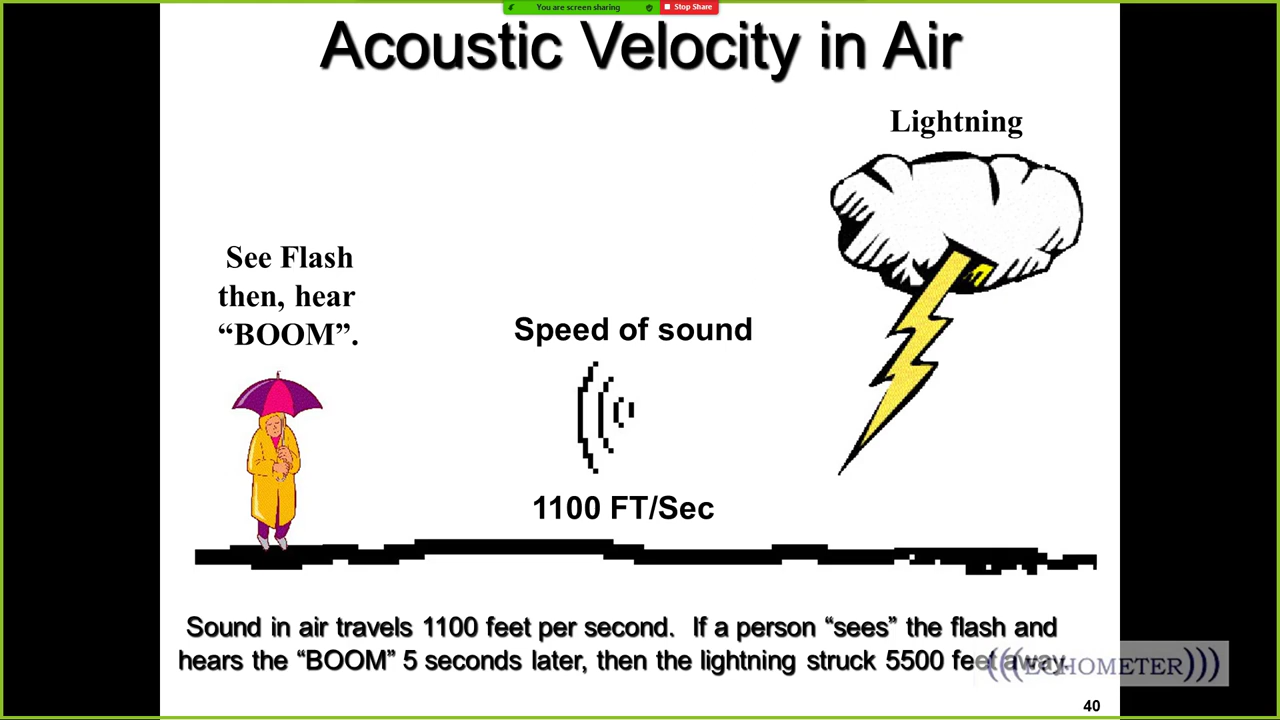 You are screen sharing
Stop Share
Acoustic Velocity in Air
Lightning
See Flash
then, hear
“BOOM”.
Speed of sound
1100 FT/Sec
Sound in air travels 1100 feet per second. If a person “sees” the flash and
hears the “BOOM” 5 seconds later, then the lightning struck 5500 feet away.
(((ECHOMETER)))
40